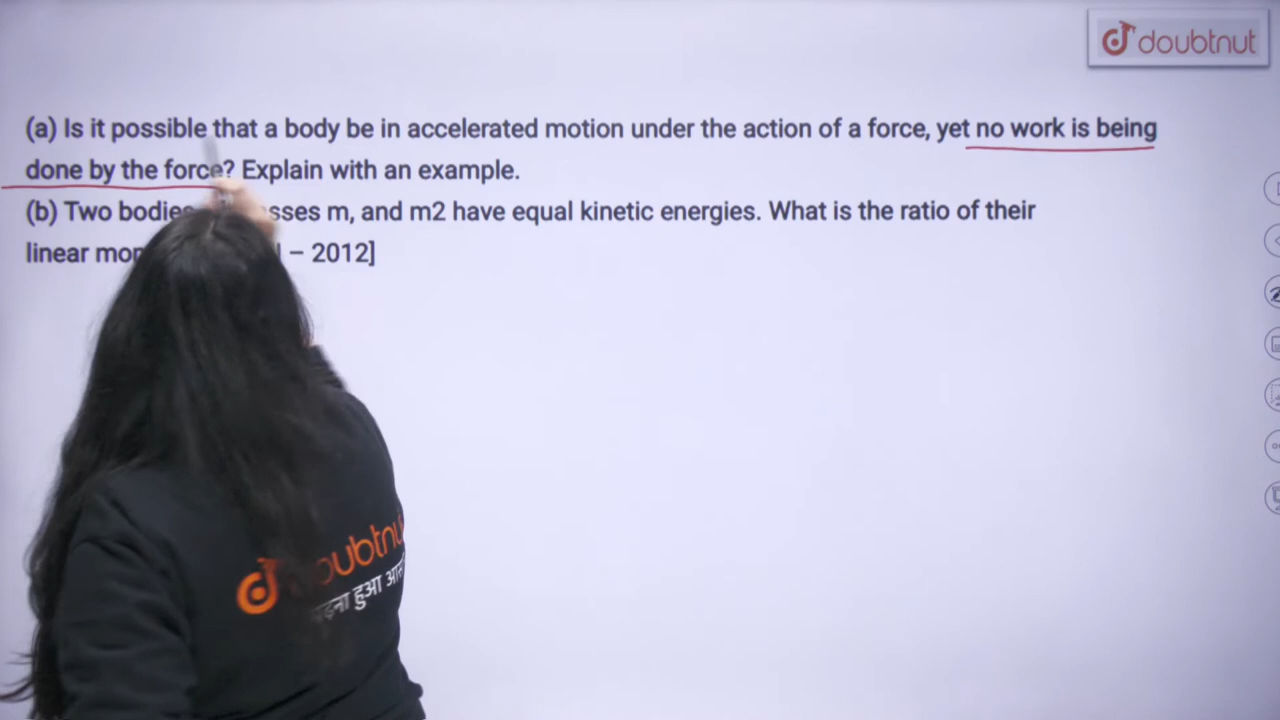 doubtnut
(a) Is it possible that a body be in accelerated motion under the action of a force, yet no work is being
done by the force? Explain with an example.
(b) Two bodies sses m, and m2 have equal kinetic energies. What is the ratio of their
linear – 2012]
doubtnut
हुआ